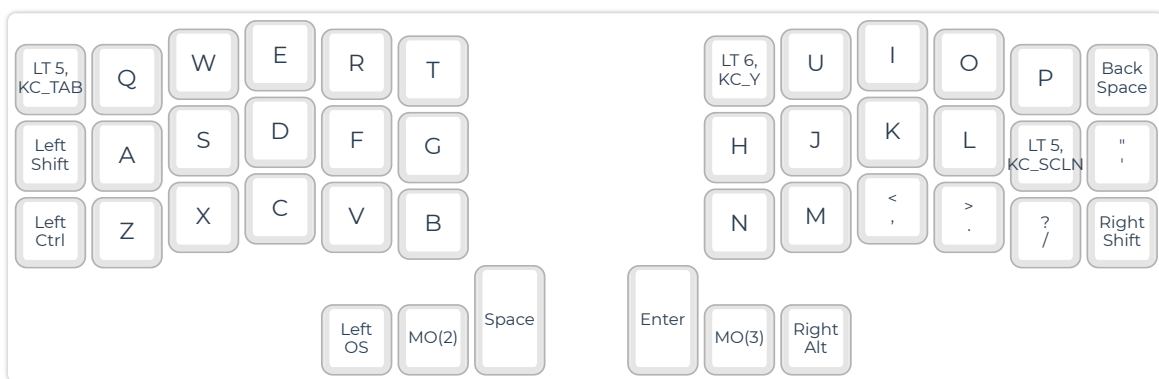 LT 5,
KC_TAB
Q
W
E
R
T
LT 6,
KC_Y
U
I
O
P
Back
Space
Left
Shift
A
S
D
F
G
H
J
K
L
LT 5,
KC_SCLN
"
'
Left
Ctrl
Z
X
C
V
B
N
M
<
,
>
.
?
/
Right
Shift
Left
OS
MO(2)
Space
Enter
MO(3)
Right
Alt